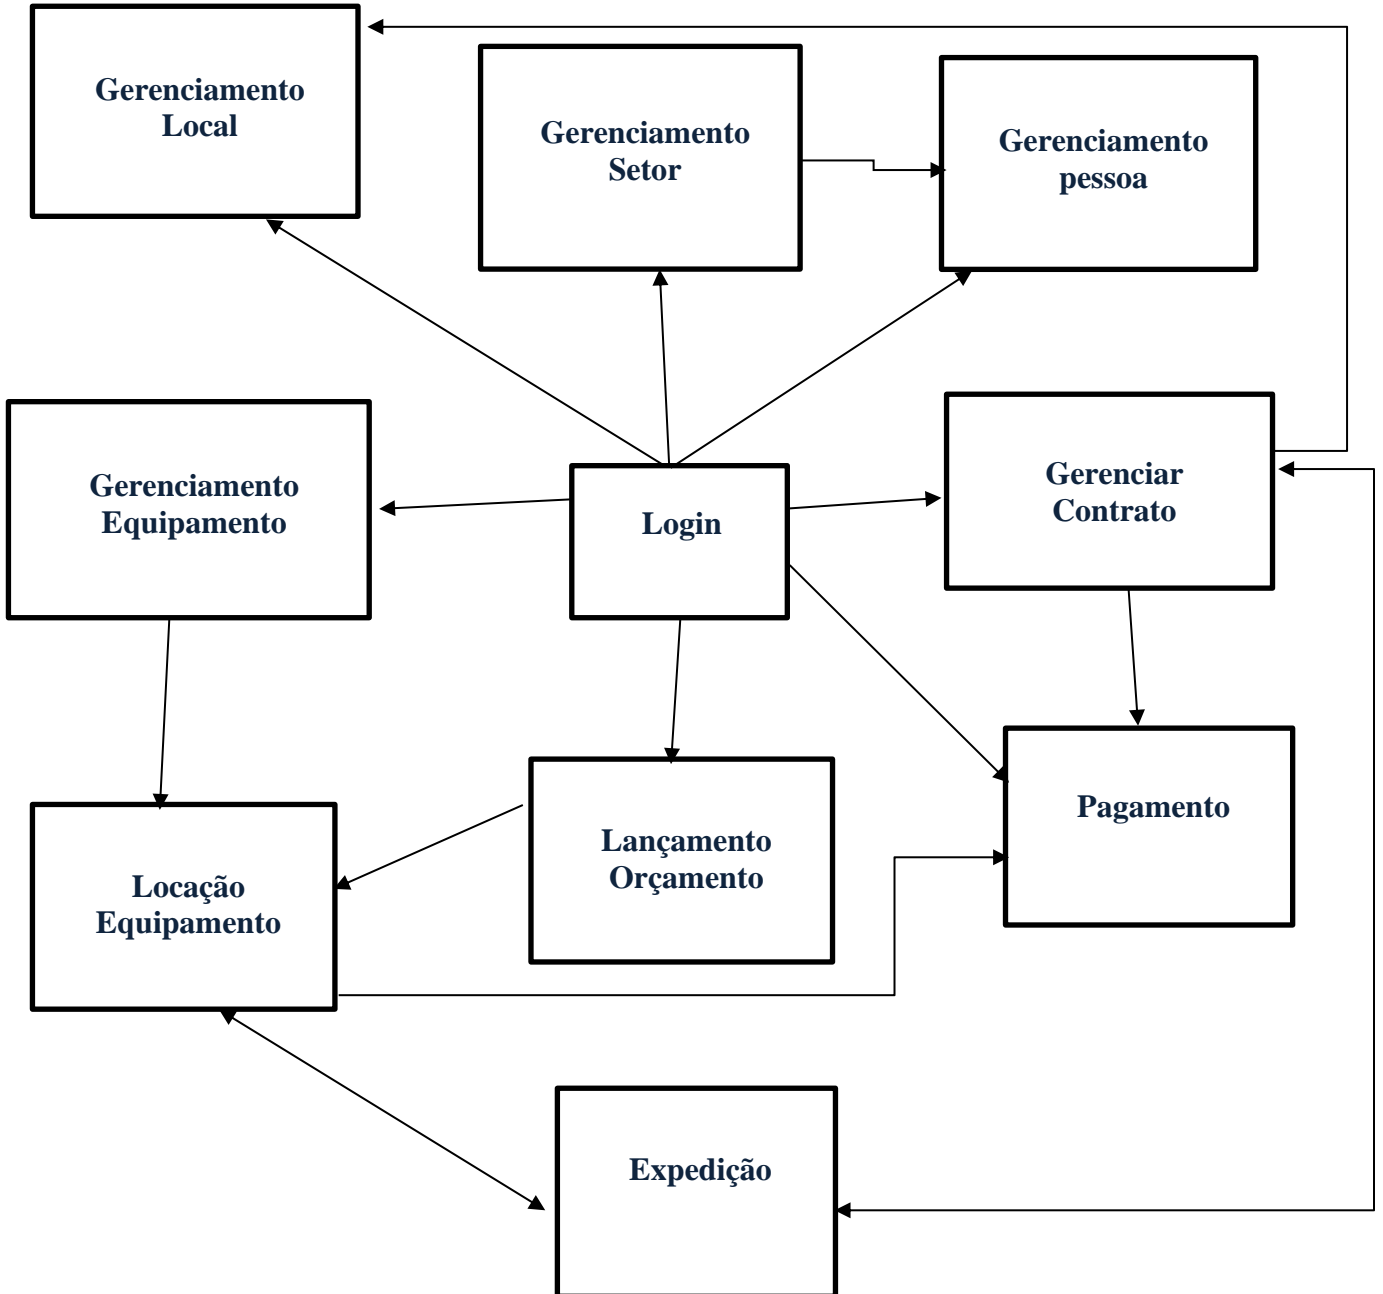 Gerenciamento
Local
Gerenciamento
Setor
Gerenciamento
pessoa
Gerenciamento
Equipamento
Login
Gerenciar
Contrato
Locação
Equipamento
Lançamento
Orçamento
Pagamento
Expedição